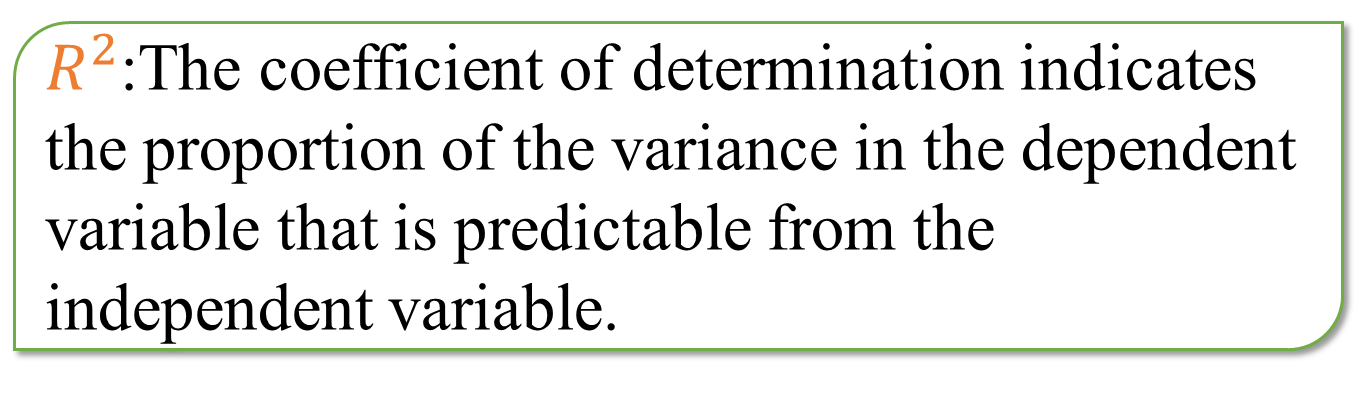 R²:The coefficient of determination indicates
the proportion of the variance in the dependent
variable that is predictable from the
independent variable.